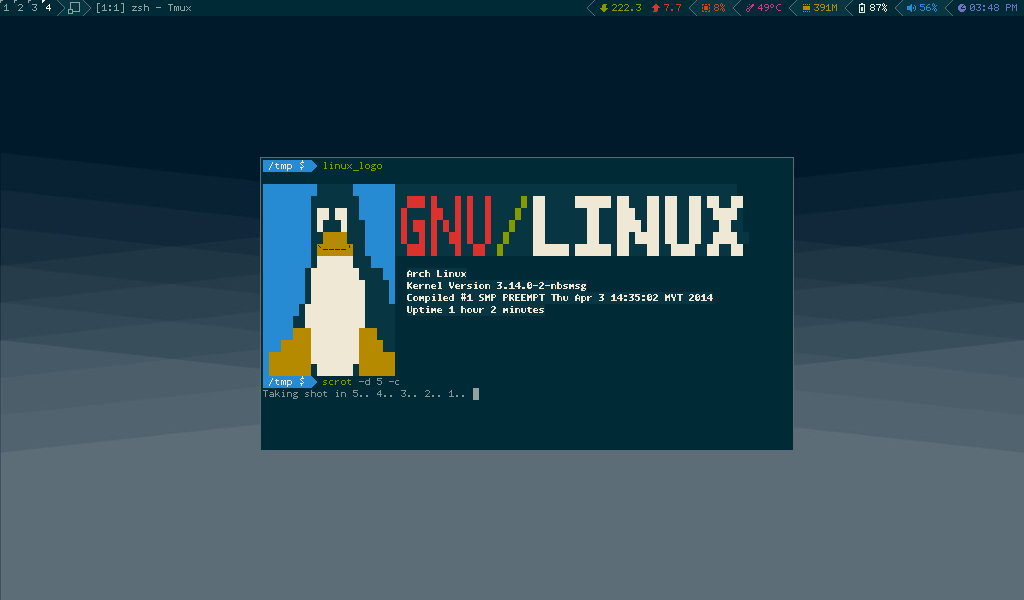 1 2 3 4 [1:1] zsh - Tmux 222.3 7.7 8% 49°C 391M 87% 56% 03:48 PM
/tmp $ linux_logo
GNU/LINUX
Arch Linux
Kernel Version 3.14.0-2-nbsmsg
Compiled #1 SMP PREEMPT Thu Apr 3 14:35:02 MYT 2014
Uptime 1 hour 2 minutes
/tmp $ scrot -d 5 -c
Taking shot in 5.. 4.. 3.. 2.. 1..